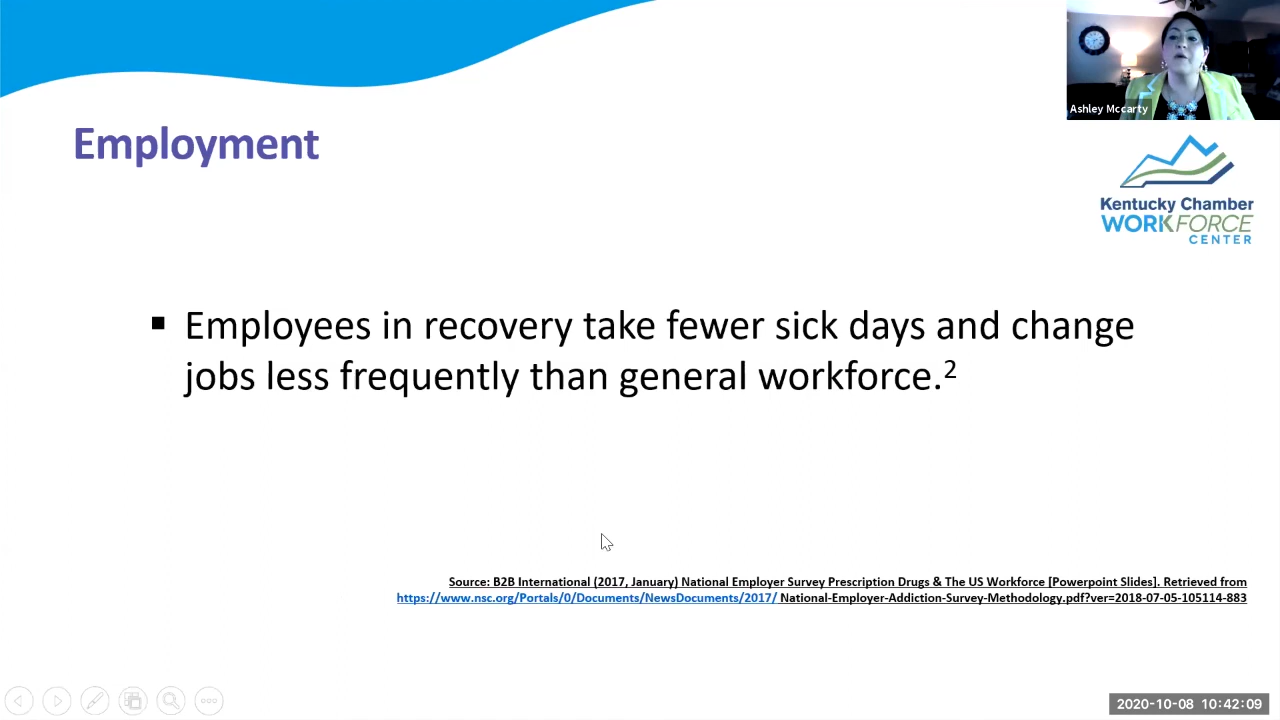 Ashley Mccarty
Employment
Kentucky Chamber
WORKFORCE
CENTER
▪ Employees in recovery take fewer sick days and change
jobs less frequently than general workforce.²
Source: B2B International (2017, January) National Employer Survey Prescription Drugs & The US Workforce [Powerpoint Slides]. Retrieved from
https://www.nsc.org/Portals/0/Documents/NewsDocuments/2017/ National-Employer-Addiction-Survey-Methodology.pdf?ver=2018-07-05-105114-883
2020-10-08 10:42:09